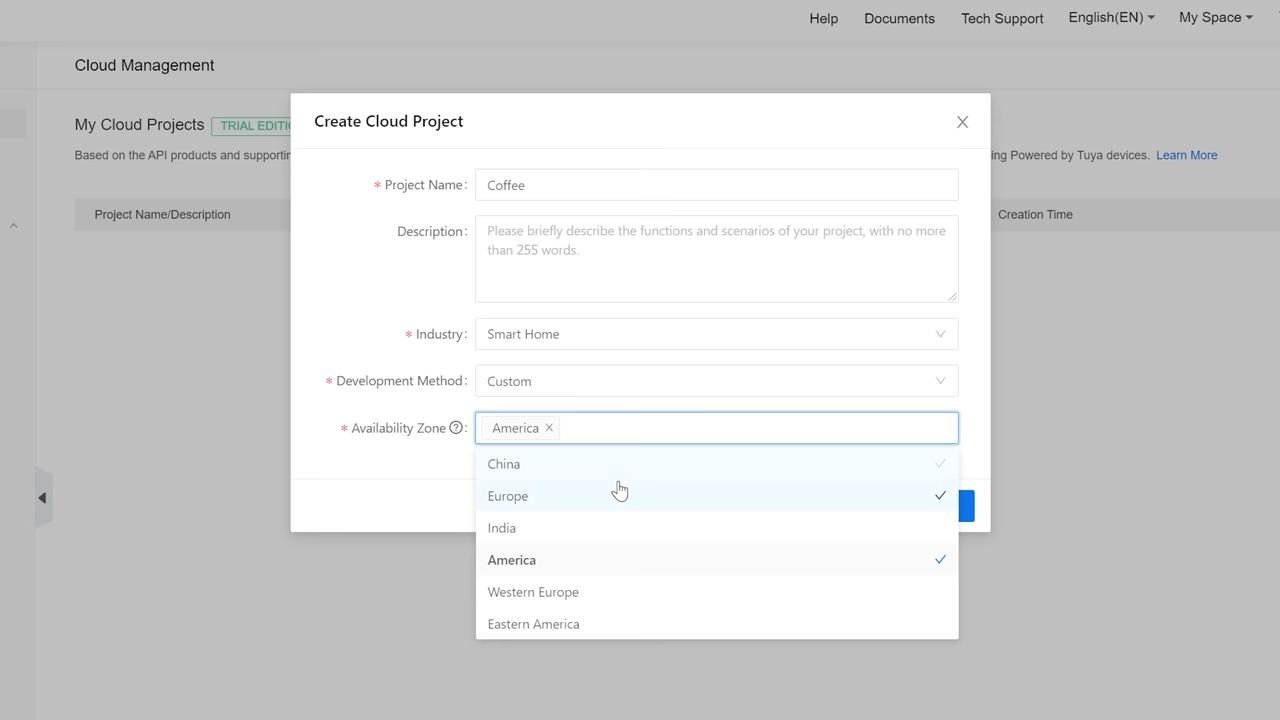 Help Documents Tech Support English(EN) My Space
Cloud Management
My Cloud Projects TRIAL EDITI
Based on the API products and supportin
ing Powered by Tuya devices. Learn More
Project Name/Description
Creation Time
Create Cloud Project
* Project Name: Coffee
Description: Please briefly describe the functions and scenarios of your project, with no more
than 255 words.
* Industry: Smart Home
* Development Method: Custom
* Availability Zone ? : America
China
Europe
India
America
Western Europe
Eastern America